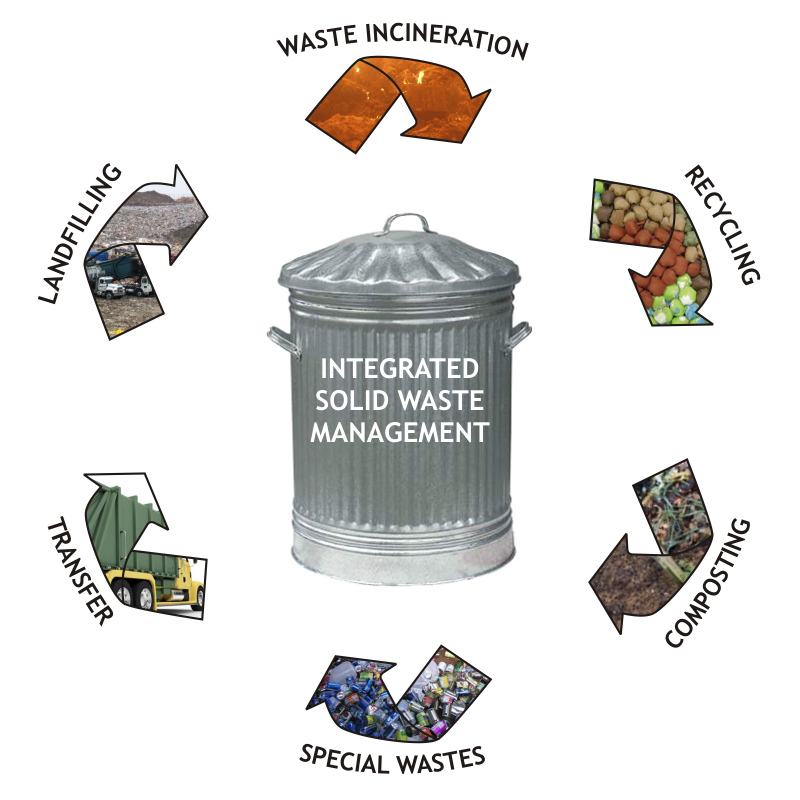 WASTE INCINERATION
RECYCLING
COMPOSTING
SPECIAL WASTES
TRANSFER
LANDFILLING
INTEGRATED
SOLID WASTE
MANAGEMENT